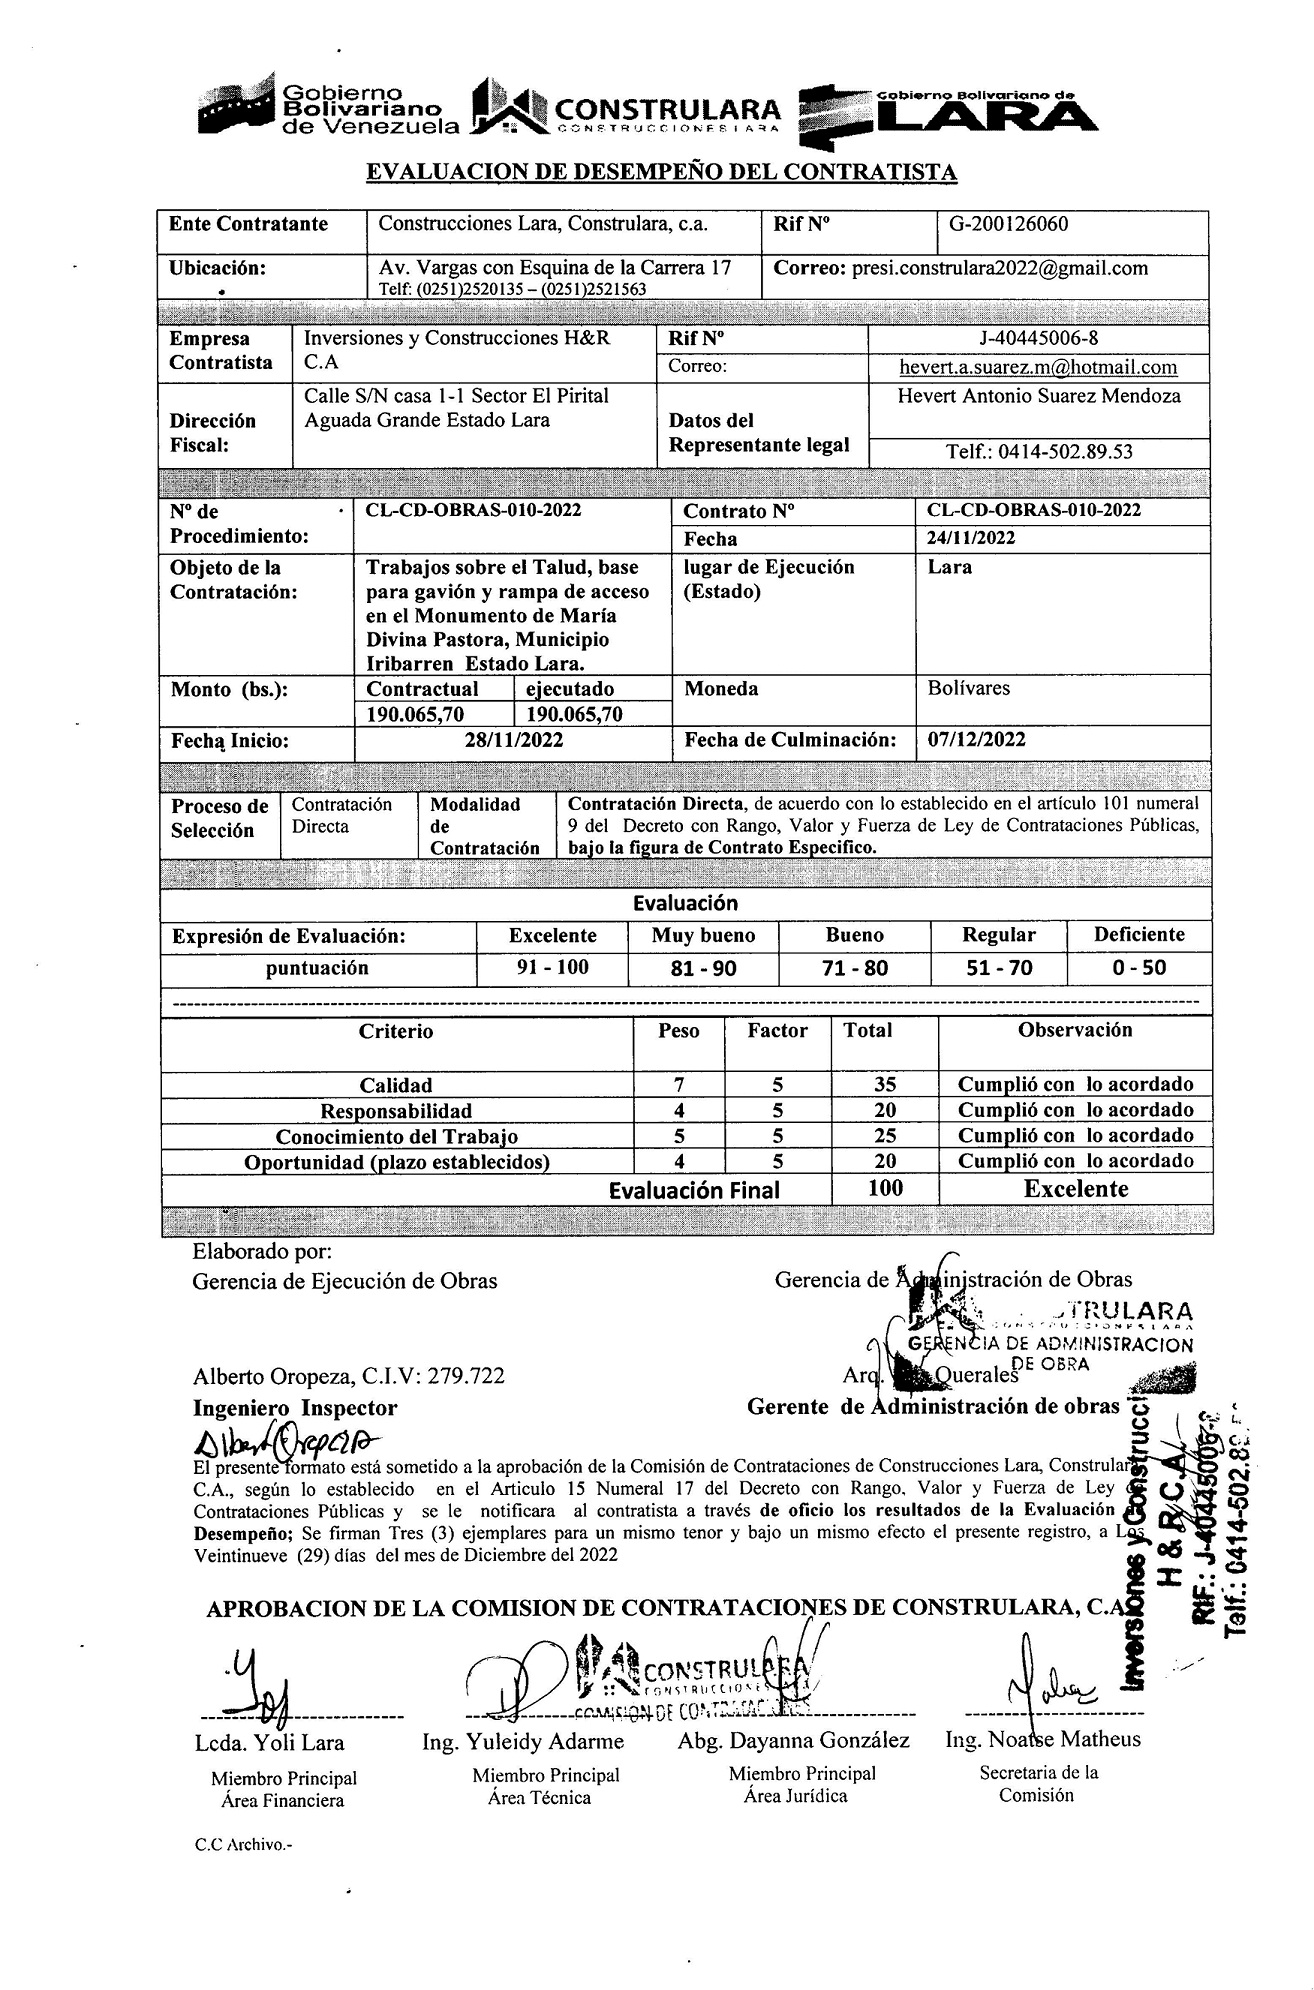 Gobierno
Bolivariano
de Venezuela
CONSTRULARA
CONSTRUCCIONES LARA
Gobierno Bolivariano de
LARA
EVALUACION DE DESEMPEÑO DEL CONTRATISTA
Ente Contratante Construcciones Lara, Construlara, c.a. Rif Nº G-200126060
Ubicación: Av. Vargas con Esquina de la Carrera 17 Correo: presi.construlara2022@gmail.com
Telf: (0251)2520135 – (0251)2521563
Empresa Inversiones y Construcciones H&R Rif Nº J-40445006-8
Contratista C.A Correo: hevert.a.suarez.m@hotmail.com
Calle S/N casa 1-1 Sector El Pirital Hevert Antonio Suarez Mendoza
Dirección Aguada Grande Estado Lara Datos del
Fiscal: Representante legal Telf.: 0414-502.89.53
Nº de CL-CD-OBRAS-010-2022 Contrato Nº CL-CD-OBRAS-010-2022
Procedimiento: Fecha 24/11/2022
Objeto de la Trabajos sobre el Talud, base lugar de Ejecución Lara
Contratación: para gavión y rampa de acceso (Estado)
en el Monumento de María
Divina Pastora, Municipio
Iribarren Estado Lara.
Monto (bs.): Contractual ejecutado Moneda Bolívares
190.065,70 190.065,70
Fecha Inicio: 28/11/2022 Fecha de Culminación: 07/12/2022
Proceso de Contratación Modalidad Contratación Directa, de acuerdo con lo establecido en el artículo 101 numeral
Selección Directa de 9 del Decreto con Rango, Valor y Fuerza de Ley de Contrataciones Públicas,
Contratación bajo la figura de Contrato Especifico.
Evaluación
Expresión de Evaluación: Excelente Muy bueno Bueno Regular Deficiente
puntuación 91 - 100 81 - 90 71 - 80 51 - 70 0 - 50
Criterio Peso Factor Total Observación
Calidad 7 5 35 Cumplió con lo acordado
Responsabilidad 4 5 20 Cumplió con lo acordado
Conocimiento del Trabajo 5 5 25 Cumplió con lo acordado
Oportunidad (plazo establecidos) 4 5 20 Cumplió con lo acordado
Evaluación Final 100 Excelente
Elaborado por:
Gerencia de Ejecución de Obras Gerencia de Administración de Obras
TRULARA
CONSTRUCCIONES LARA
GERENCIA DE ADMINISTRACION
DE OBRA
Alberto Oropeza, C.I.V: 279.722 Arq. Querales
Ingeniero Inspector Gerente de Administración de obras
Albert Oropeza
El presente formato está sometido a la aprobación de la Comisión de Contrataciones de Construcciones Lara, Construlara
C.A., según lo establecido en el Articulo 15 Numeral 17 del Decreto con Rango, Valor y Fuerza de Ley
Contrataciones Públicas y se le notificara al contratista a través de oficio los resultados de la Evaluación
Desempeño; Se firman Tres (3) ejemplares para un mismo tenor y bajo un mismo efecto el presente registro, a Los
Veintinueve (29) días del mes de Diciembre del 2022
Inversiones y Construcci
H & R C.A
RIF.: J-40445006-8
Telf.: 0414-502.89
APROBACION DE LA COMISION DE CONTRATACIONES DE CONSTRULARA, C.A
CONSTRULARA
CONSTRUCCIONES
COMISION DE CONTRATACIONES
Lcda. Yoli Lara Ing. Yuleidy Adarme Abg. Dayanna González Ing. Noatse Matheus
Miembro Principal Miembro Principal Miembro Principal Secretaria de la
Área Financiera Área Técnica Área Jurídica Comisión
C.C Archivo.-